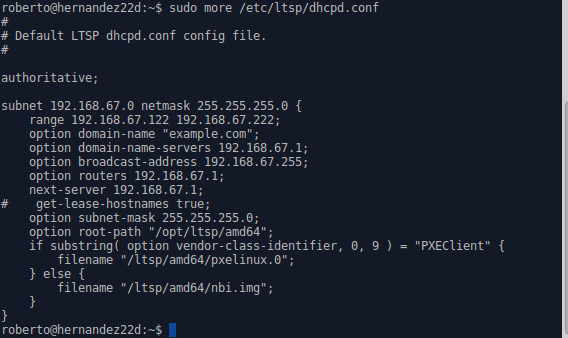 roberto@hernandez22d:~$ sudo more /etc/ltsp/dhcpd.conf
#
# Default LTSP dhcpd.conf config file.
#

authoritative;

subnet 192.168.67.0 netmask 255.255.255.0 {
    range 192.168.67.122 192.168.67.222;
    option domain-name "example.com";
    option domain-name-servers 192.168.67.1;
    option broadcast-address 192.168.67.255;
    option routers 192.168.67.1;
    next-server 192.168.67.1;
#    get-lease-hostnames true;
    option subnet-mask 255.255.255.0;
    option root-path "/opt/ltsp/amd64";
    if substring( option vendor-class-identifier, 0, 9 ) = "PXEClient" {
        filename "/ltsp/amd64/pxelinux.0";
    } else {
        filename "/ltsp/amd64/nbi.img";
    }
}
roberto@hernandez22d:~$